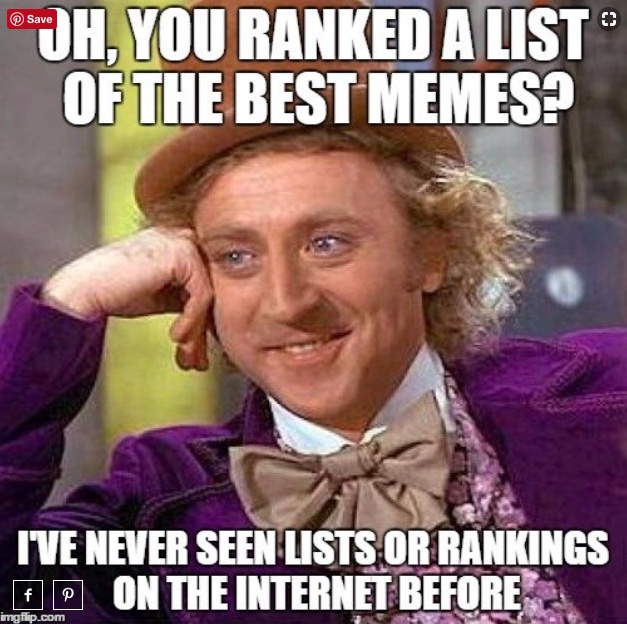 Save
OH, YOU RANKED A LIST
OF THE BEST MEMES?
I'VE NEVER SEEN LISTS OR RANKINGS
ON THE INTERNET BEFORE
imgflip.com